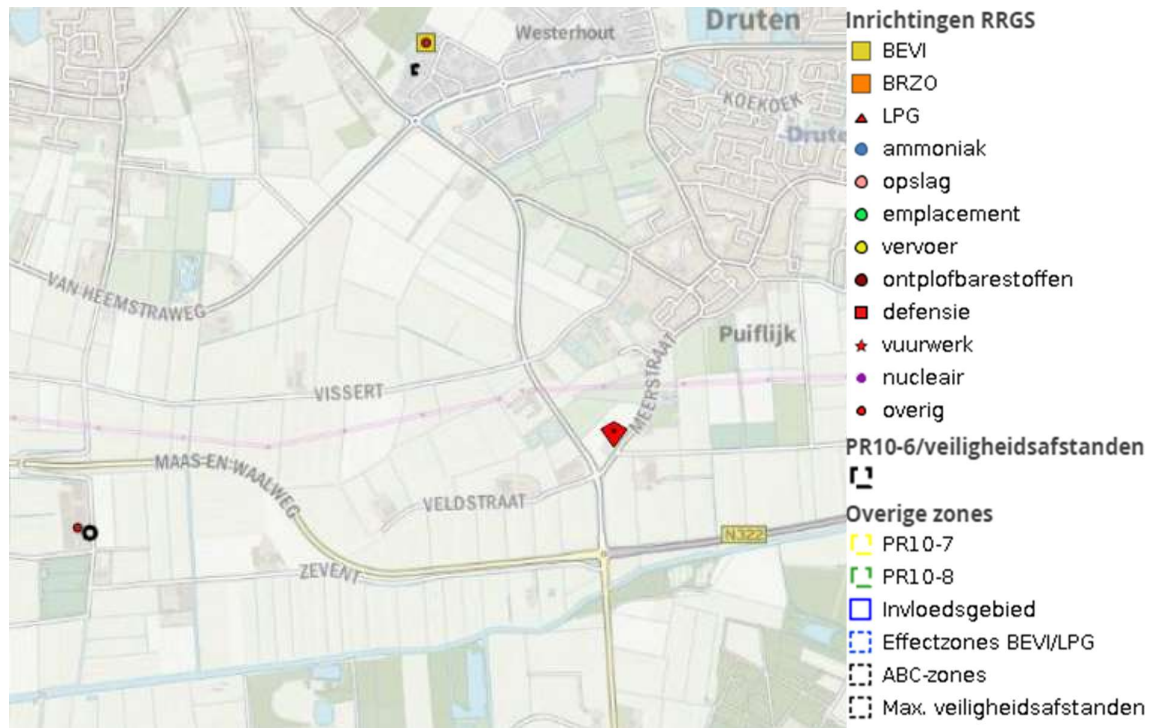 Druten
Westerhout
KOEKOEK
Drute
VAN HEEMSTRAWEG
Puiflijk
VISSERT
MEERSTRAAT
MAAS EN WAALWEG
VELDSTRAAT
N322
ZEVENT
Inrichtingen RRGS
BEVI
BRZO
LPG
ammoniak
opslag
emplacement
vervoer
ontplofbarestoffen
defensie
vuurwerk
nucleair
overig
PR10-6/veiligheidsafstanden
Overige zones
PR10-7
PR10-8
Invloedsgebied
Effectzones BEVI/LPG
ABC-zones
Max. veiligheidsafstanden